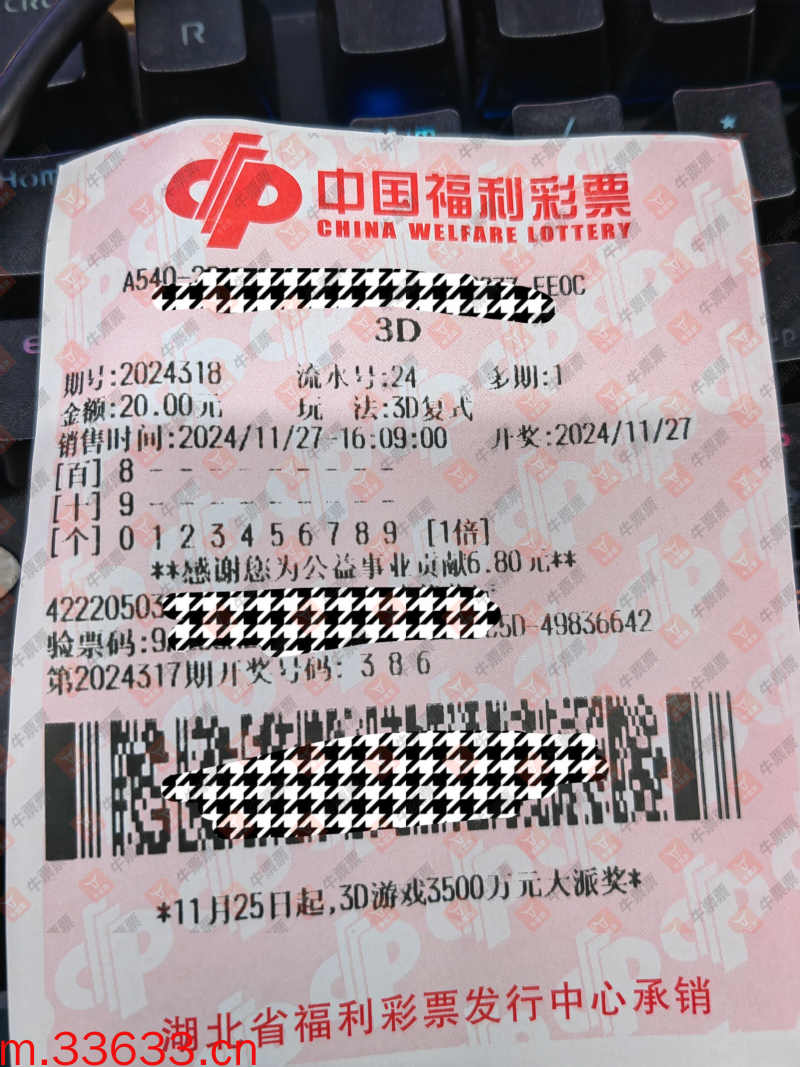 R
Home
中国福利彩票
CHINA WELFARE LOTTERY
A540-2 EE0C
3D
期号:2024318 流水号:24 多期:1
金额:20.00元 玩 法:3D复式
销售时间:2024/11/27-16:09:00 开奖:2024/11/27
[百] 8 - - - - - - - - -
[十] 9 - - - - - - - - -
[个] 0 1 2 3 4 5 6 7 8 9 [1倍]
**感谢您为公益事业贡献6.80元**
42220503
验票码:9 5D-49836642
第2024317期开奖号码: 3 8 6
*11月25日起,3D游戏3500万元大派奖*
湖北省福利彩票发行中心承销
m.33633.cn
牛票票